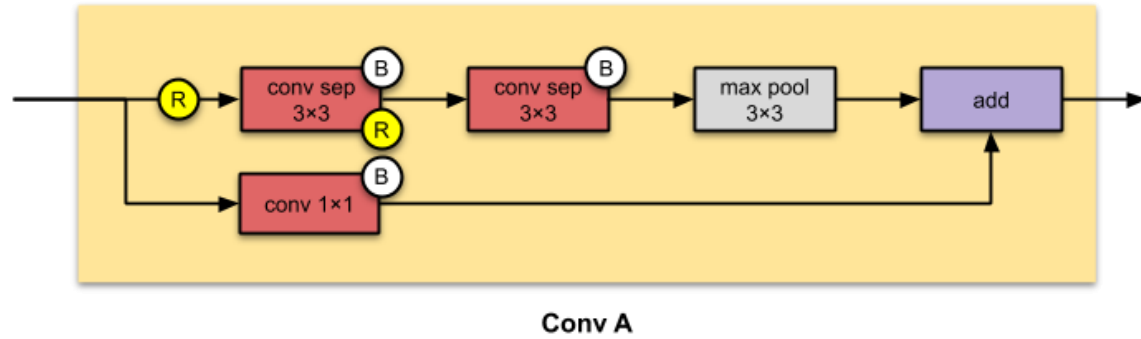 B
B
R
conv sep
3×3
conv sep
3×3
max pool
3×3
add
R
B
conv 1×1
Conv A